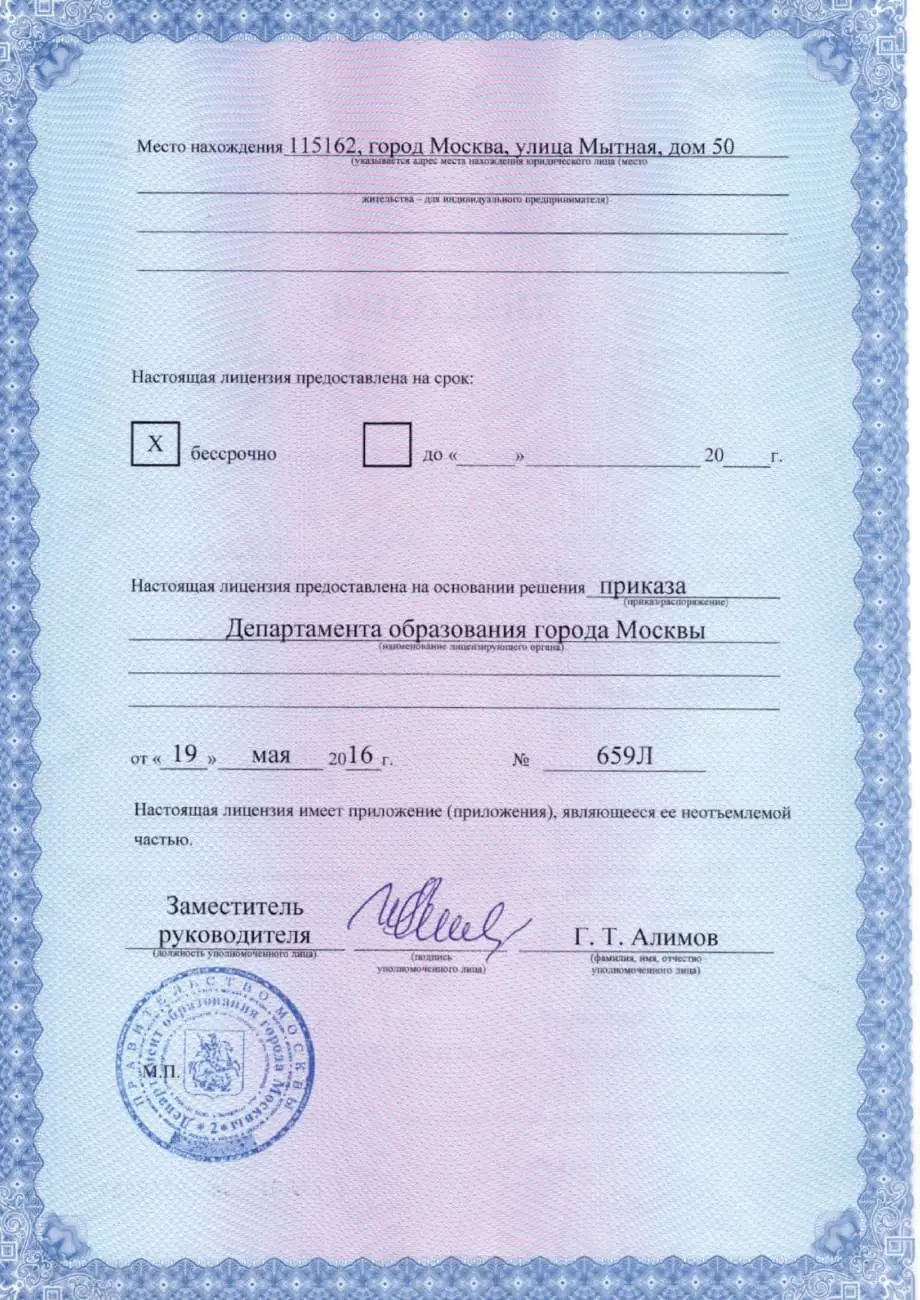 Место нахождения 115162, город Москва, улица Мытная, дом 50
(указывается адрес места нахождения юридического лица (место
жительства – для индивидуального предпринимателя)
Настоящая лицензия предоставлена на срок:
X бессрочно до « » 20 г.
Настоящая лицензия предоставлена на основании решения приказа
(приказ/распоряжение)
Департамента образования города Москвы
(наименование лицензирующего органа)
от « 19 » мая 2016 г. № 659Л
Настоящая лицензия имеет приложение (приложения), являющееся ее неотъемлемой
частью.
Заместитель
руководителя
Г. Т. Алимов
(должность уполномоченного лица)
(подпись
уполномоченного лица)
(фамилия, имя, отчество
уполномоченного лица)
ПРАВИТЕЛЬСТВО МОСКВЫ
Департамент образования города Москвы
* 2 *
М.П.